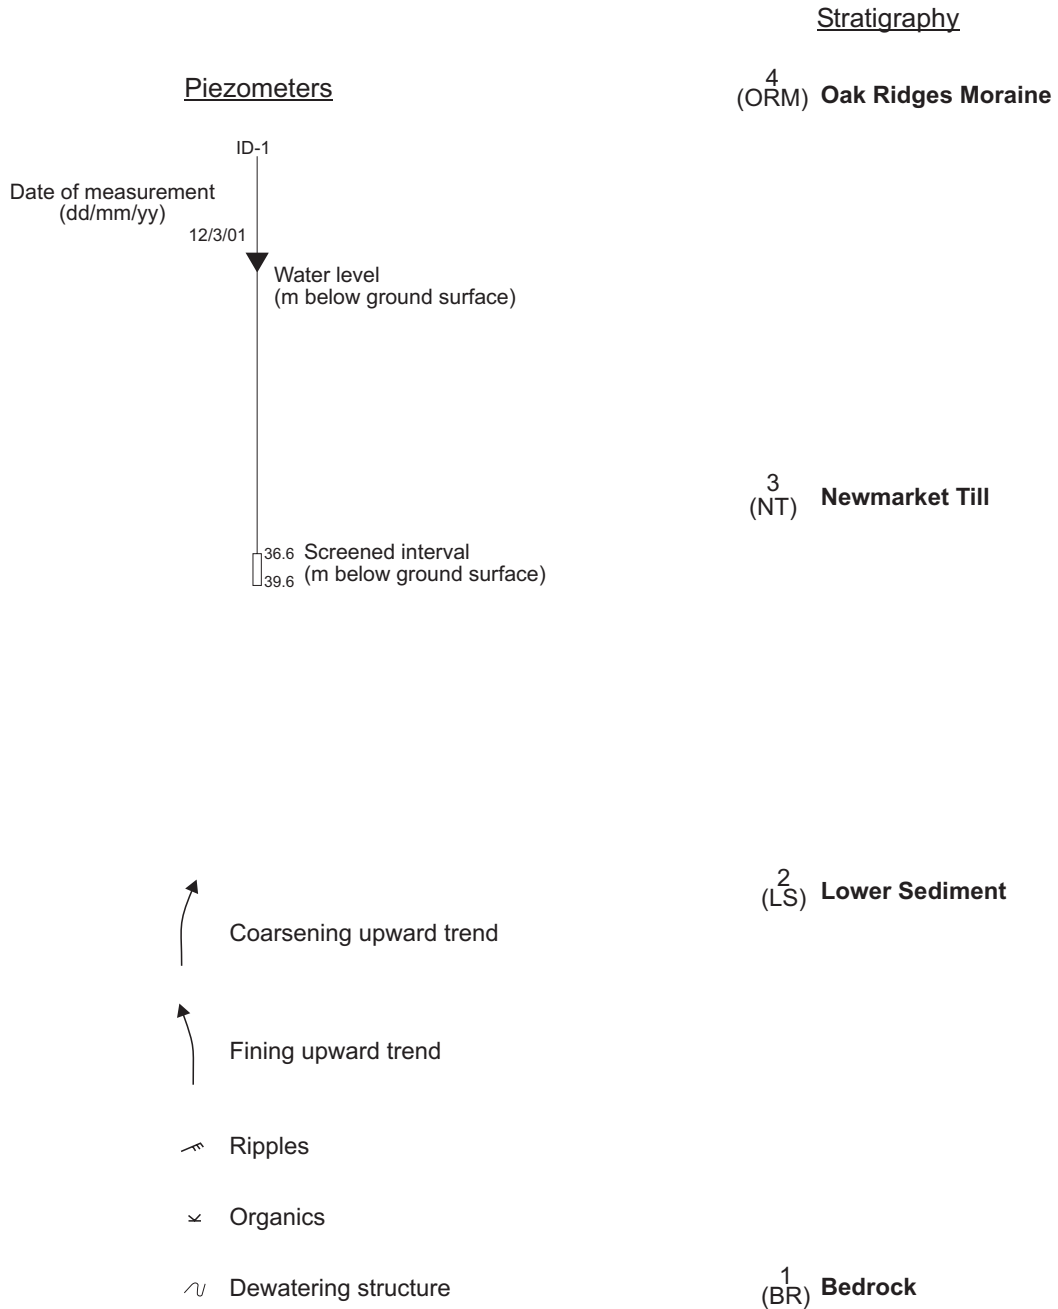 Stratigraphy
4
(ORM) Oak Ridges Moraine
Piezometers
ID-1
Date of measurement
(dd/mm/yy)
12/3/01
Water level
(m below ground surface)
3
(NT) Newmarket Till
36.6 Screened interval
39.6 (m below ground surface)
2
(LS) Lower Sediment
Coarsening upward trend
Fining upward trend
Ripples
Organics
Dewatering structure
1
(BR) Bedrock